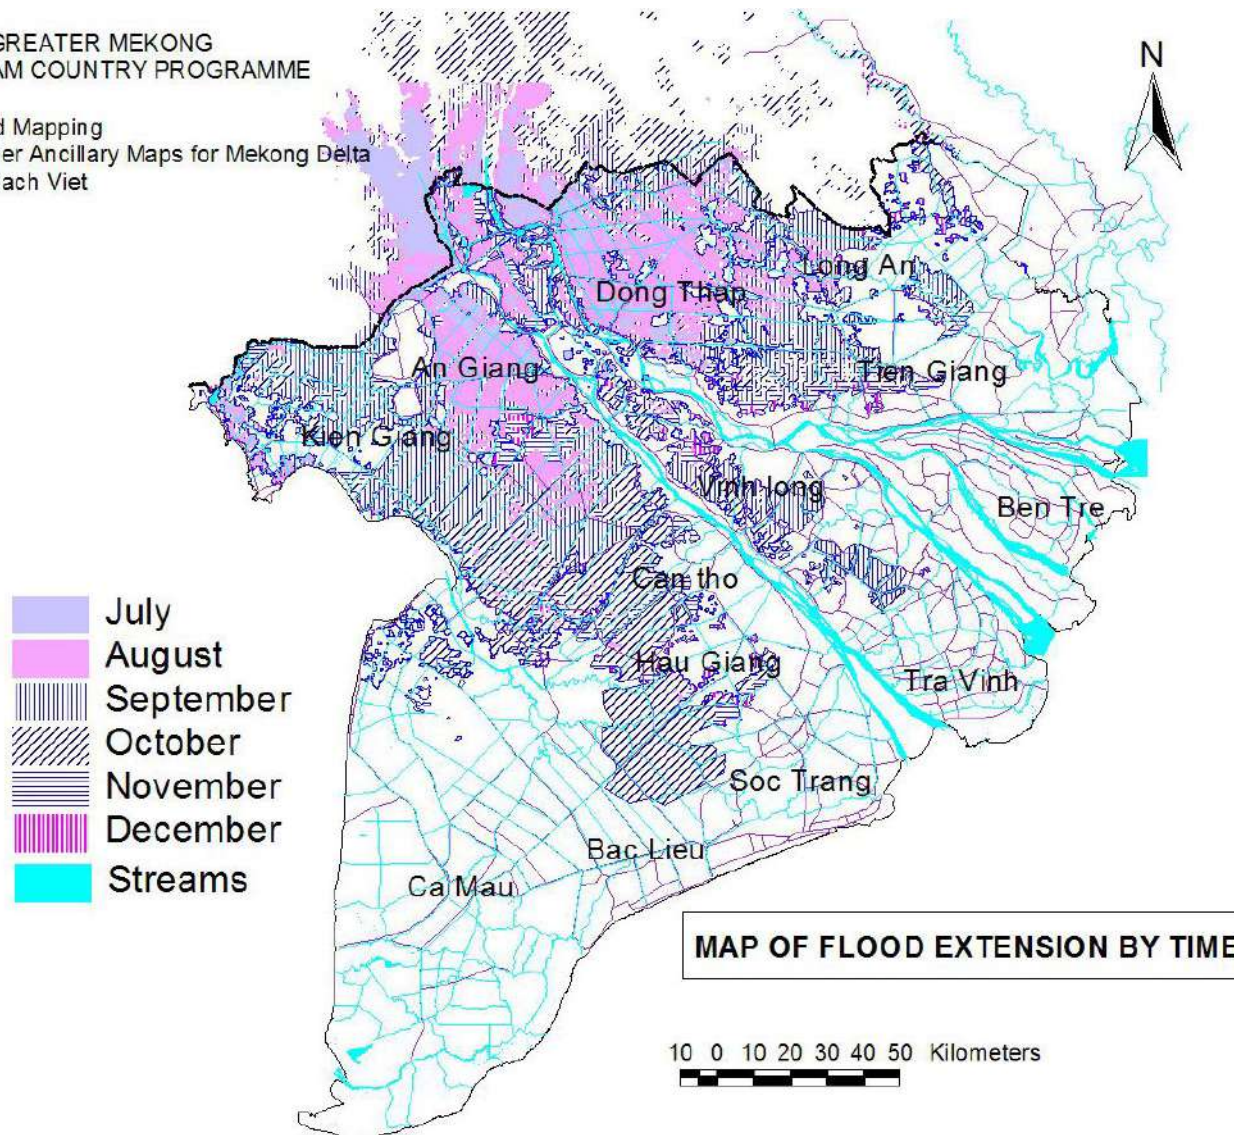 GREATER MEKONG
AM COUNTRY PROGRAMME
d Mapping
er Ancillary Maps for Mekong Delta
ach Viet
N
Long An
Dong Thap
An Giang
Tien Giang
Kien Giang
Vinh long
Ben Tre
Can tho
Hau Giang
Tra Vinh
Soc Trang
Bac Lieu
Ca Mau
July
August
September
October
November
December
Streams
MAP OF FLOOD EXTENSION BY TIME
10 0 10 20 30 40 50 Kilometers